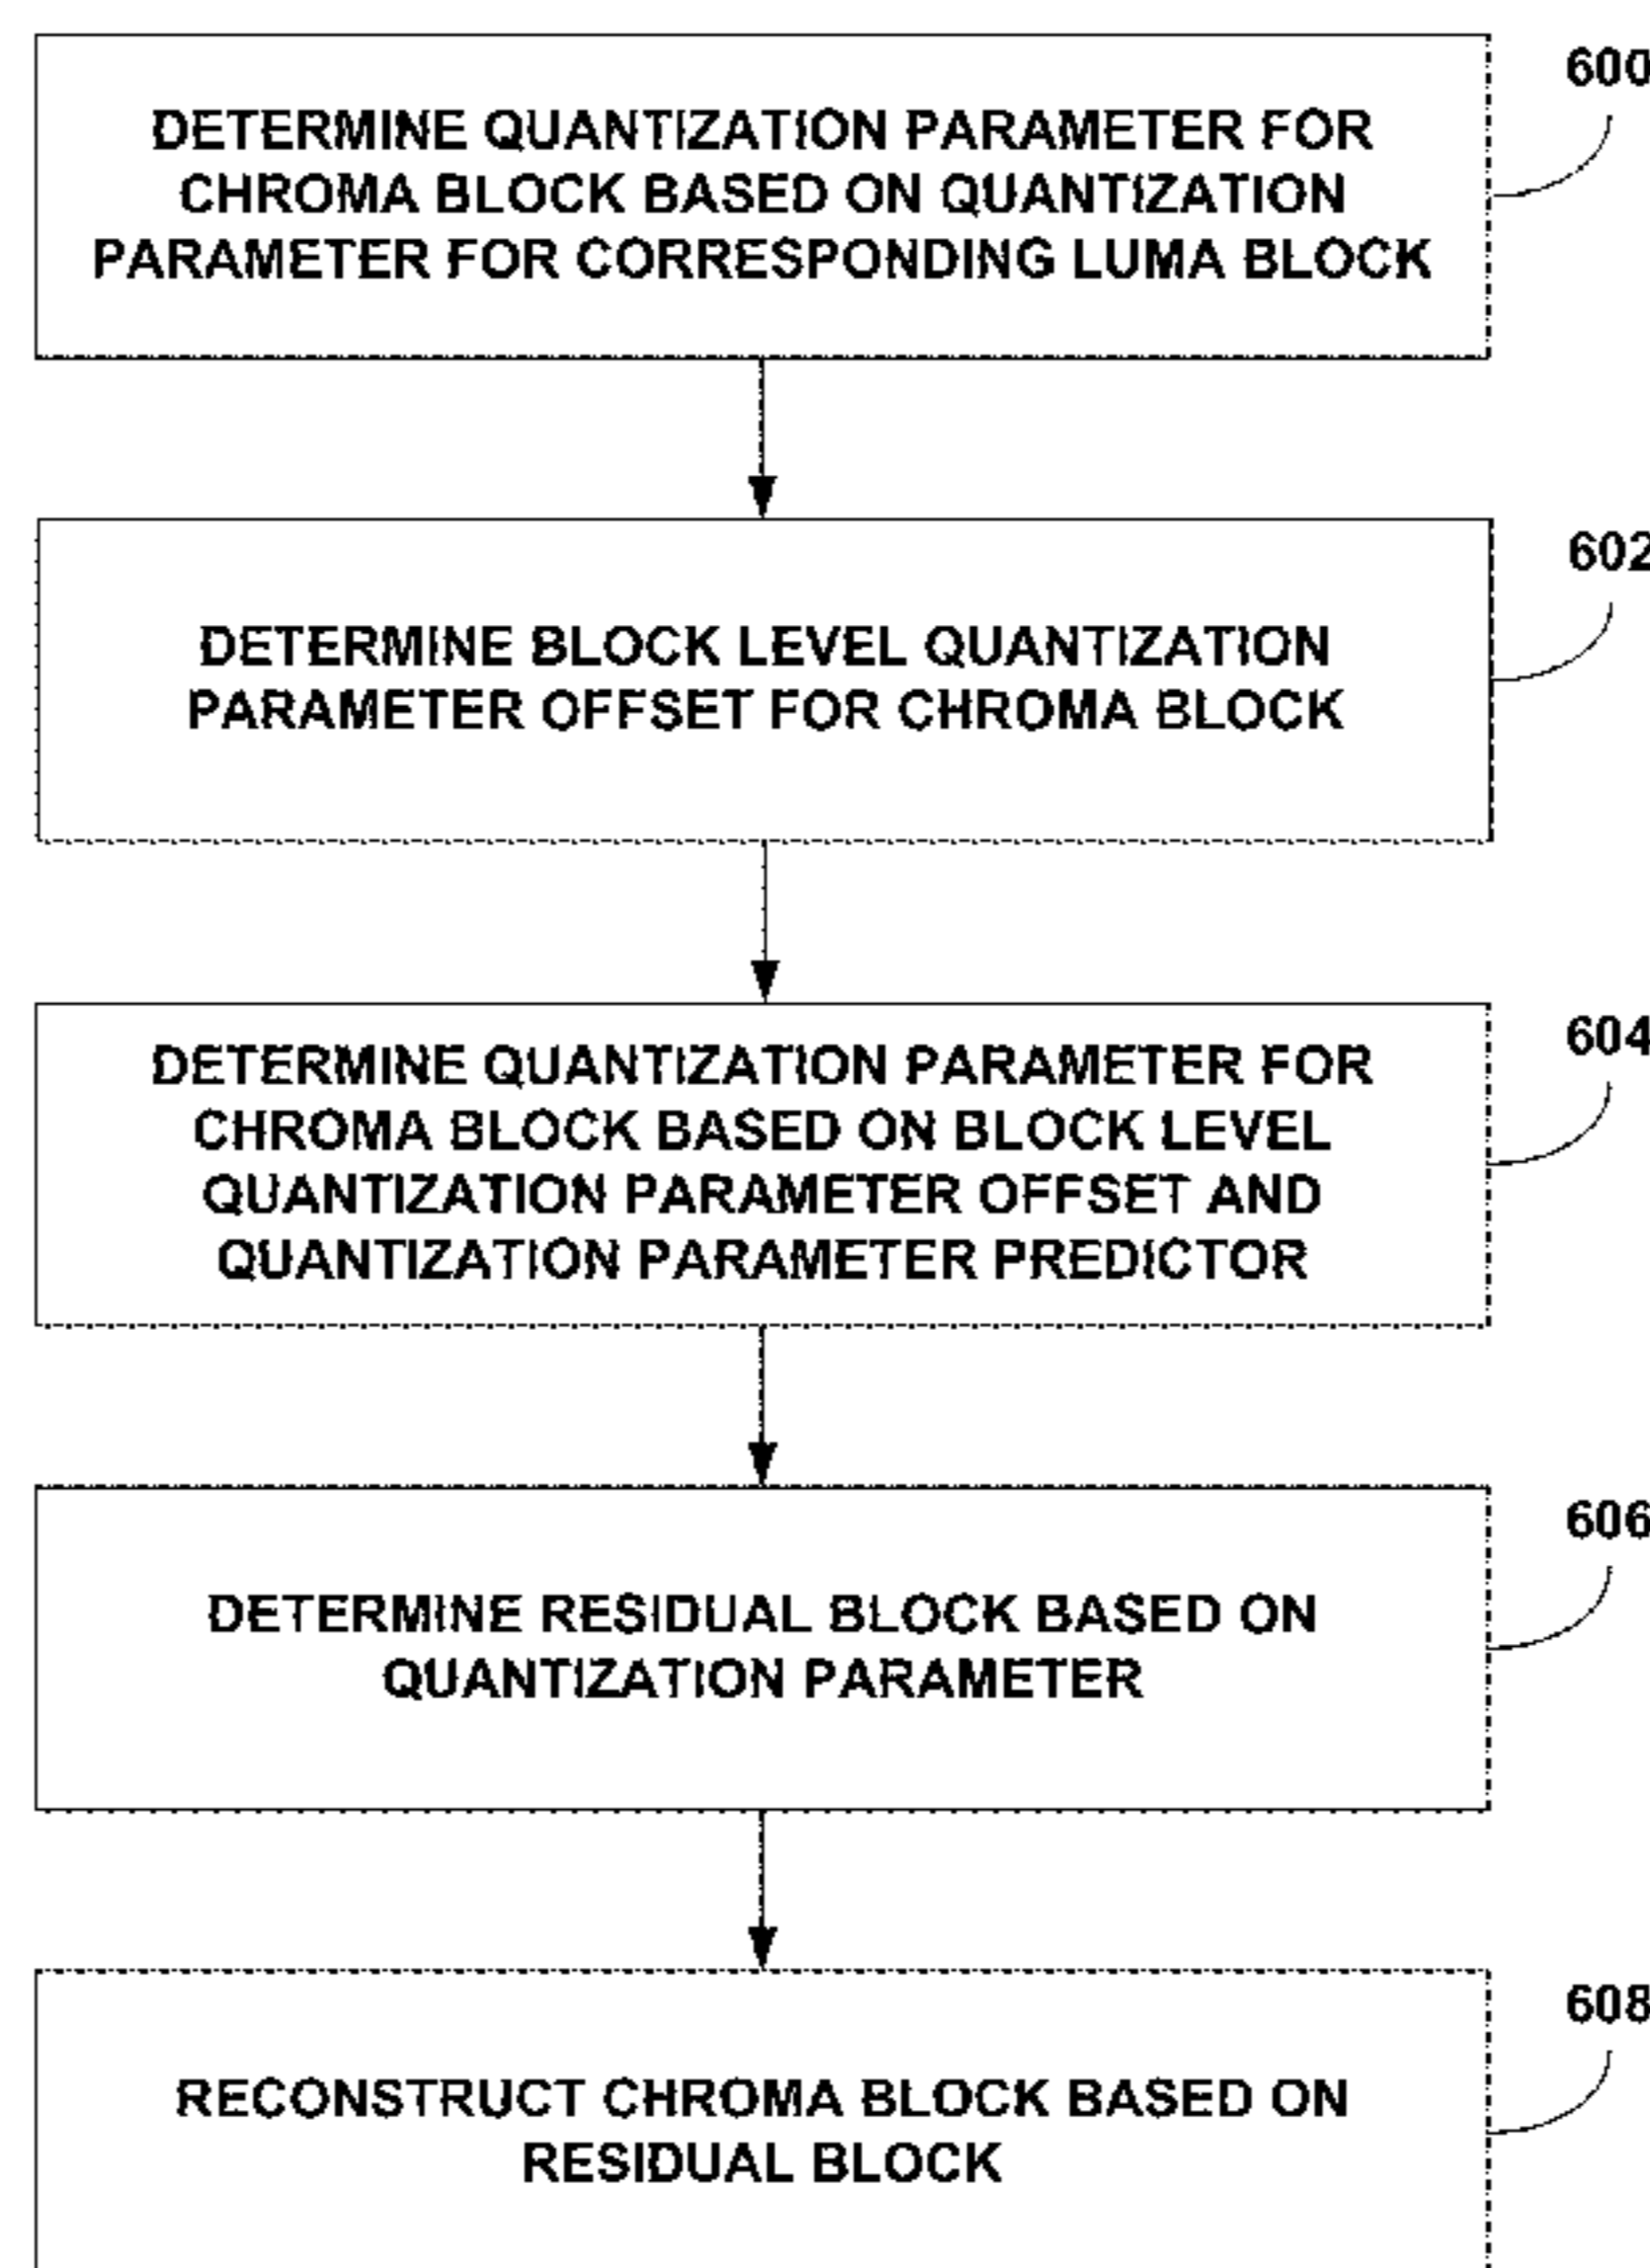 600
DETERMINE QUANTIZATION PARAMETER FOR
CHROMA BLOCK BASED ON QUANTIZATION
PARAMETER FOR CORRESPONDING LUMA BLOCK
602
DETERMINE BLOCK LEVEL QUANTIZATION
PARAMETER OFFSET FOR CHROMA BLOCK
604
DETERMINE QUANTIZATION PARAMETER FOR
CHROMA BLOCK BASED ON BLOCK LEVEL
QUANTIZATION PARAMETER OFFSET AND
QUANTIZATION PARAMETER PREDICTOR
606
DETERMINE RESIDUAL BLOCK BASED ON
QUANTIZATION PARAMETER
608
RECONSTRUCT CHROMA BLOCK BASED ON
RESIDUAL BLOCK